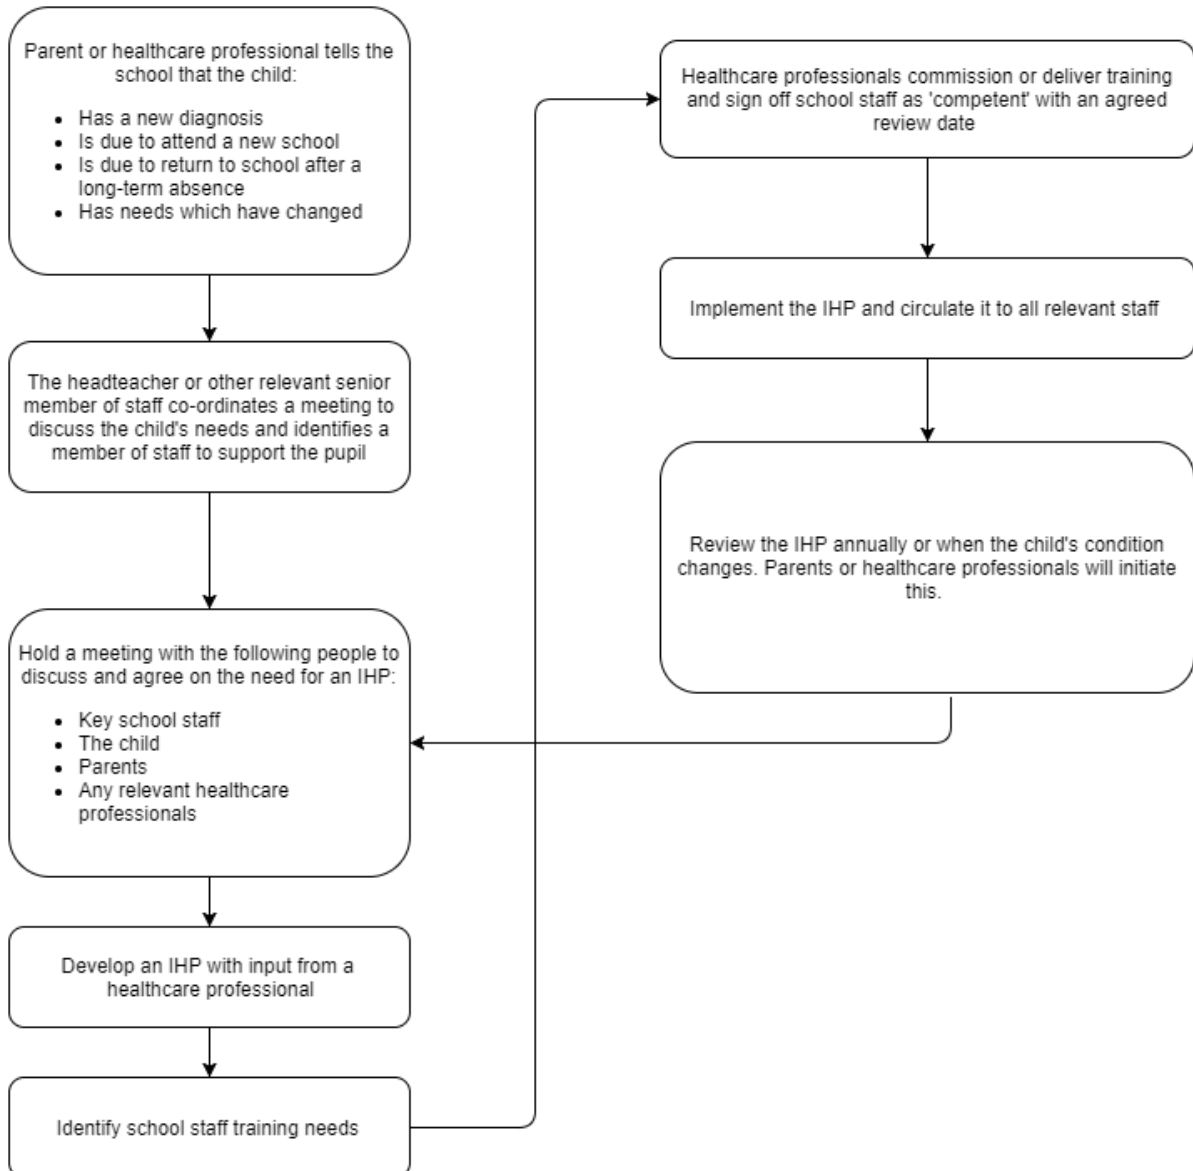 Parent or healthcare professional tells the
school that the child:
• Has a new diagnosis
• Is due to attend a new school
• Is due to return to school after a
long-term absence
• Has needs which have changed
The headteacher or other relevant senior
member of staff co-ordinates a meeting to
discuss the child's needs and identifies a
member of staff to support the pupil
Hold a meeting with the following people to
discuss and agree on the need for an IHP:
• Key school staff
• The child
• Parents
• Any relevant healthcare
professionals
Develop an IHP with input from a
healthcare professional
Identify school staff training needs
Healthcare professionals commission or deliver training
and sign off school staff as 'competent' with an agreed
review date
Implement the IHP and circulate it to all relevant staff
Review the IHP annually or when the child's condition
changes. Parents or healthcare professionals will initiate
this.